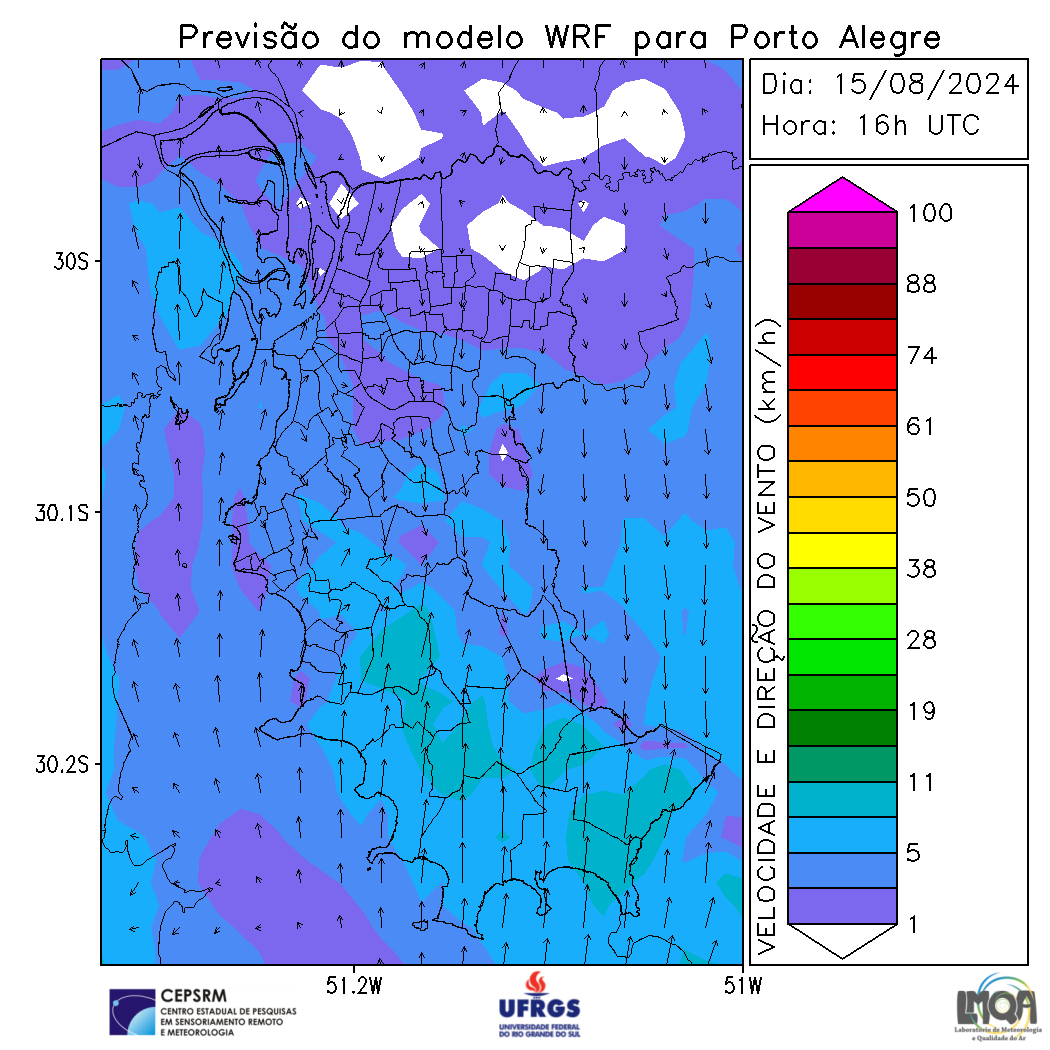 Previsão do modelo WRF para Porto Alegre
Dia: 15/08/2024
Hora: 16h UTC
30S
30.1S
30.2S
51.2W
51W
VELOCIDADE E DIREÇÃO DO VENTO (km/h)
100
88
74
61
50
38
28
19
11
5
1
CEPSRM
CENTRO ESTADUAL DE PESQUISAS
EM SENSORIAMENTO REMOTO
E METEOROLOGIA
UFRGS
UNIVERSIDADE FEDERAL
DO RIO GRANDE DO SUL
LMQA
Laboratório de Meteorologia
e Qualidade do Ar